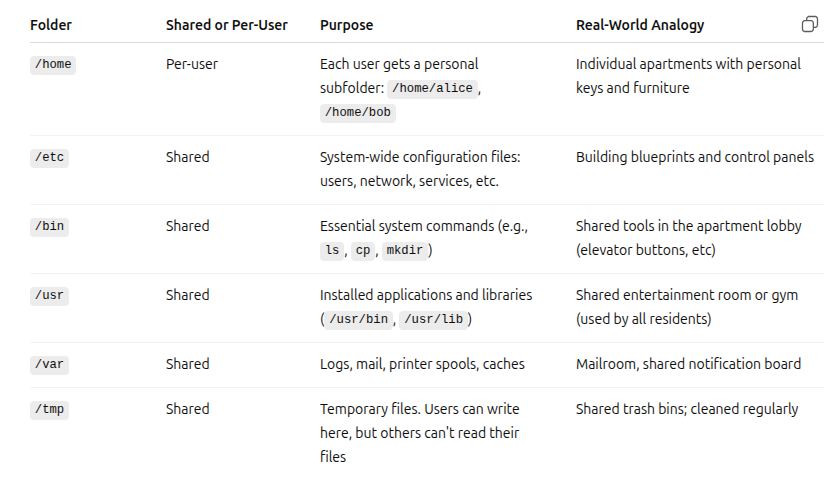 Folder Shared or Per-User Purpose Real-World Analogy
/home Per-user Each user gets a personal Individual apartments with personal
subfolder: /home/alice , keys and furniture
/home/bob
/etc Shared System-wide configuration files: Building blueprints and control panels
users, network, services, etc.
/bin Shared Essential system commands (e.g., Shared tools in the apartment lobby
ls , cp , mkdir ) (elevator buttons, etc)
/usr Shared Installed applications and libraries Shared entertainment room or gym
( /usr/bin , /usr/lib ) (used by all residents)
/var Shared Logs, mail, printer spools, caches Mailroom, shared notification board
/tmp Shared Temporary files. Users can write Shared trash bins; cleaned regularly
here, but others can't read their
files